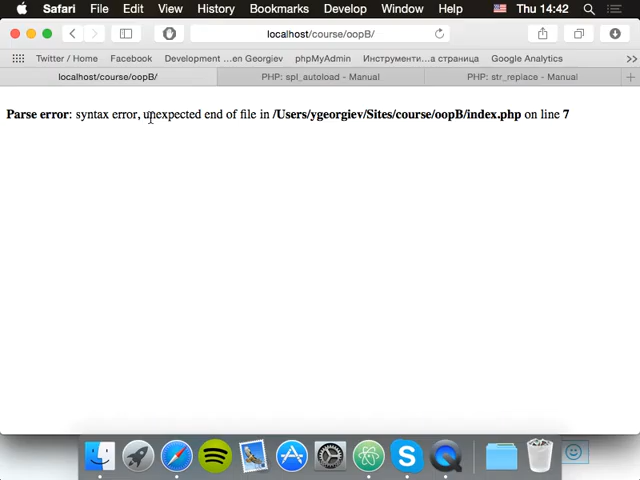 Safari File Edit View History Bookmarks Develop Window Help Thu 14:42
localhost/course/oopB/
Twitter / Home Facebook Development ...en Georgiev phpMyAdmin Инструменти... а страница Google Analytics
localhost/course/oopB/ PHP: spl_autoload - Manual PHP: str_replace - Manual
Parse error: syntax error, unexpected end of file in /Users/ygeorgiev/Sites/course/oopB/index.php on line 7